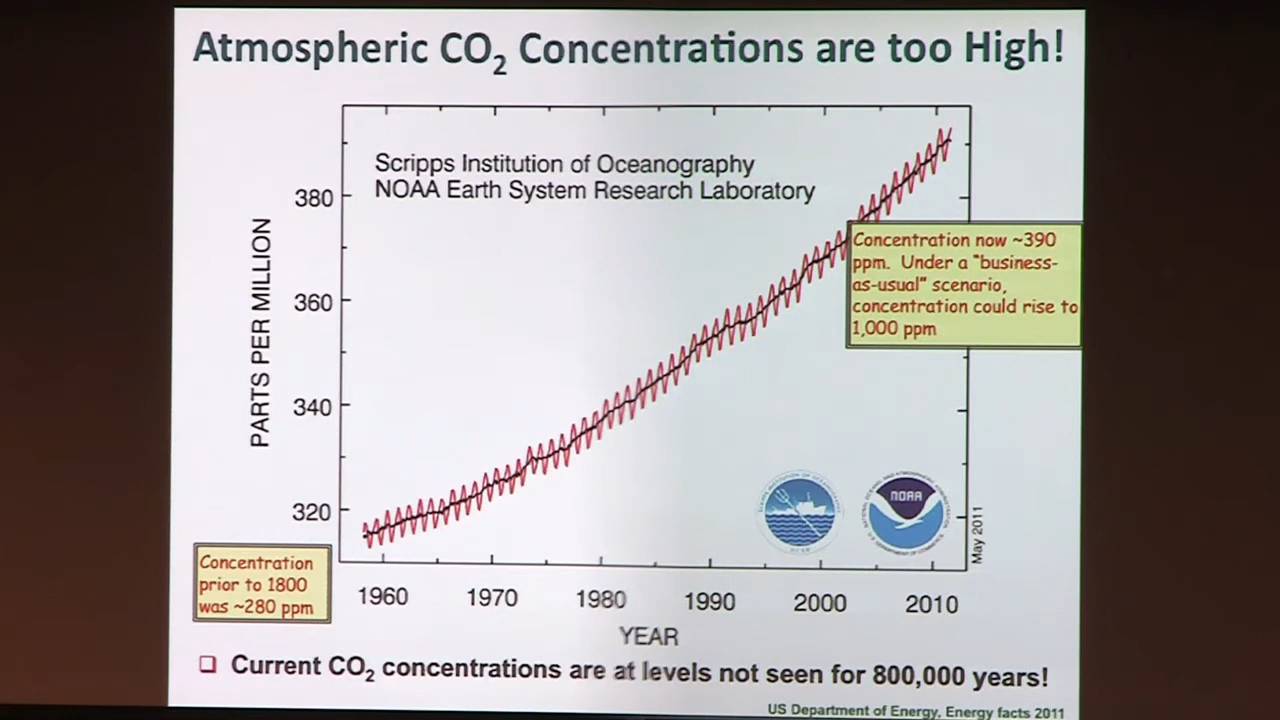 Atmospheric CO₂ Concentrations are too High!
Scripps Institution of Oceanography
NOAA Earth System Research Laboratory
PARTS PER MILLION
380
360
340
320
Concentration now ~390
ppm. Under a "business-
as-usual" scenario,
concentration could rise to
1,000 ppm
NOAA
May 2011
Concentration
prior to 1800
was ~280 ppm
1960 1970 1980 1990 2000 2010
YEAR
❑ Current CO₂ concentrations are at levels not seen for 800,000 years!
US Department of Energy, Energy facts 2011